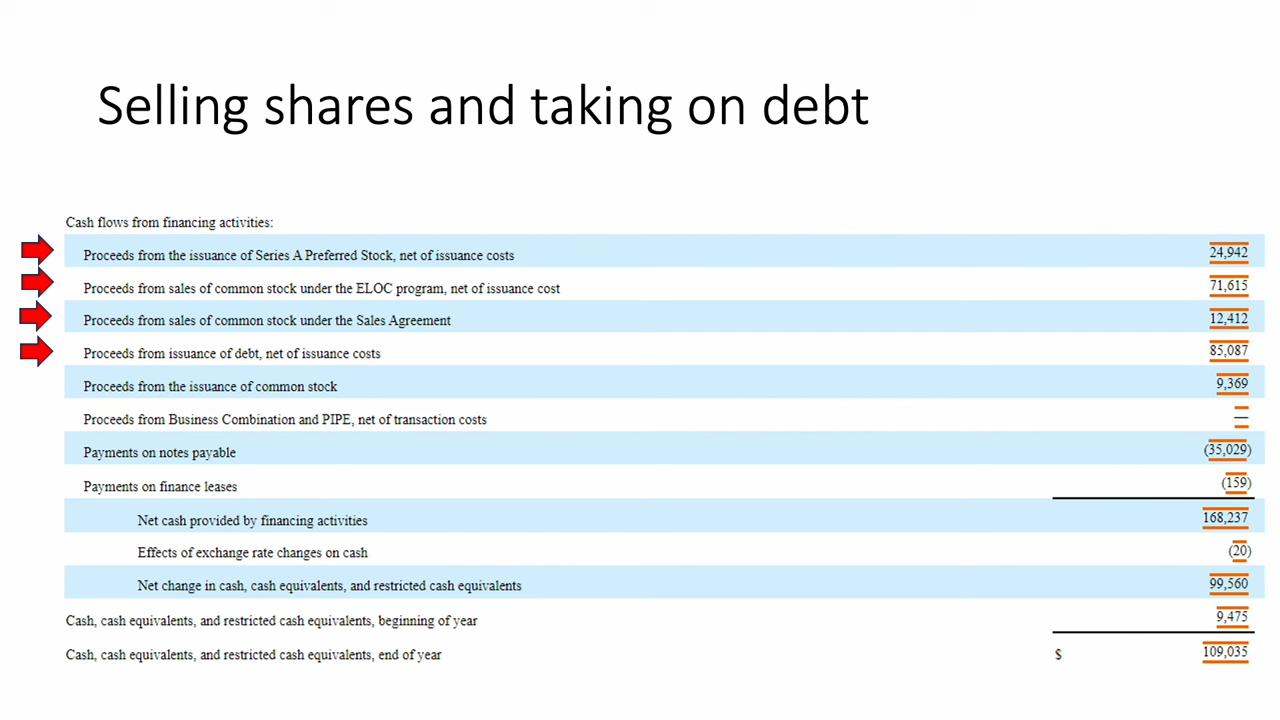 Selling shares and taking on debt
Cash flows from financing activities:
Proceeds from the issuance of Series A Preferred Stock, net of issuance costs 24,942
Proceeds from sales of common stock under the ELOC program, net of issuance cost 71,615
Proceeds from sales of common stock under the Sales Agreement 12,412
Proceeds from issuance of debt, net of issuance costs 85,087
Proceeds from the issuance of common stock 9,369
Proceeds from Business Combination and PIPE, net of transaction costs —
Payments on notes payable (35,029)
Payments on finance leases (159)
Net cash provided by financing activities 168,237
Effects of exchange rate changes on cash (20)
Net change in cash, cash equivalents, and restricted cash equivalents 99,560
Cash, cash equivalents, and restricted cash equivalents, beginning of year 9,475
Cash, cash equivalents, and restricted cash equivalents, end of year $ 109,035